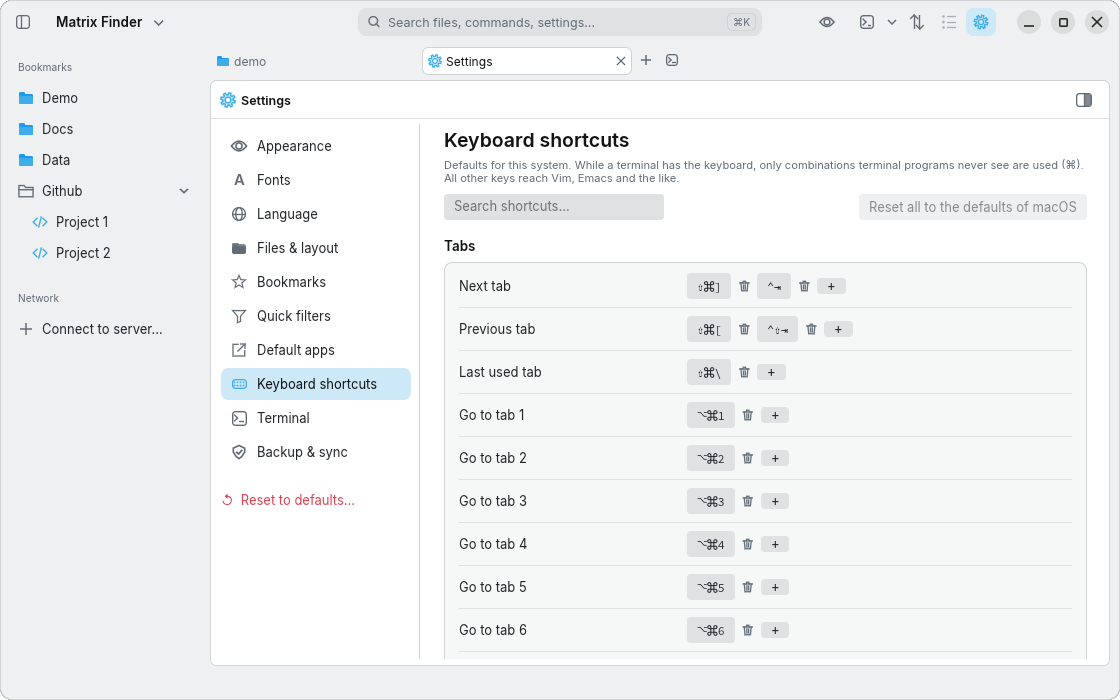 Matrix Finder
Search files, commands, settings... ⌘K
Bookmarks
Demo
Docs
Data
Github
Project 1
Project 2
Network
Connect to server...
demo
Settings
Settings
Appearance
Fonts
Language
Files & layout
Bookmarks
Quick filters
Default apps
Keyboard shortcuts
Terminal
Backup & sync
Reset to defaults...
Keyboard shortcuts
Defaults for this system. While a terminal has the keyboard, only combinations terminal programs never see are used (⌘).
All other keys reach Vim, Emacs and the like.
Search shortcuts...
Reset all to the defaults of macOS
Tabs
Next tab ⇧⌘] ^⇥ +
Previous tab ⇧⌘[ ^⇧⇥ +
Last used tab ⇧⌘\ +
Go to tab 1 ⌥⌘1 +
Go to tab 2 ⌥⌘2 +
Go to tab 3 ⌥⌘3 +
Go to tab 4 ⌥⌘4 +
Go to tab 5 ⌥⌘5 +
Go to tab 6 ⌥⌘6 +